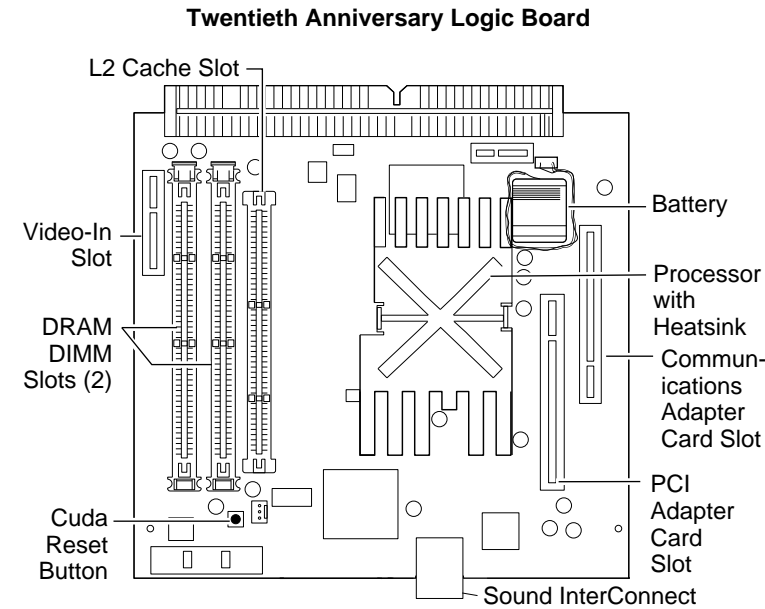 Twentieth Anniversary Logic Board
L2 Cache Slot
Video-In
Slot
DRAM
DIMM
Slots (2)
Cuda
Reset
Button
Battery
Processor
with
Heatsink
Commun-
ications
Adapter
Card Slot
PCI
Adapter
Card
Slot
Sound InterConnect